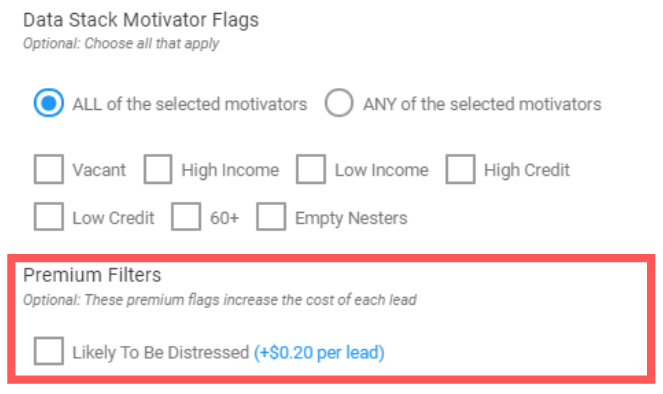 Data Stack Motivator Flags
Optional: Choose all that apply
ALL of the selected motivators ANY of the selected motivators
Vacant High Income Low Income High Credit
Low Credit 60+ Empty Nesters
Premium Filters
Optional: These premium flags increase the cost of each lead
Likely To Be Distressed (+$0.20 per lead)